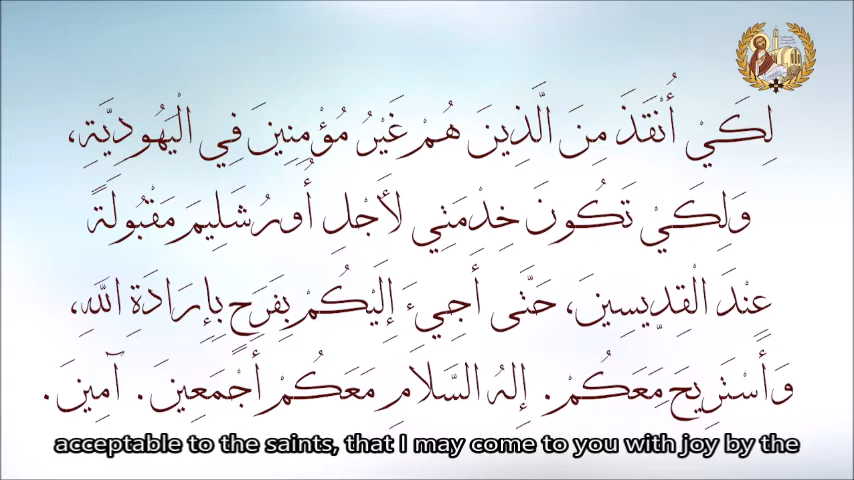 لِكَيْ أُنْقَذَ مِنَ الَّذِينَ هُمْ غَيْرُ مُؤْمِنِينَ فِي الْيَهُودِيَّةِ،
وَلِكَيْ تَكُونَ خِدْمَتِي لأَجْلِ أُورُشَلِيمَ مَقْبُولَةً
عِنْدَ الْقِدِّيسِينَ، حَتَّى أَجِيءَ إِلَيْكُمْ بِفَرَحٍ بِإِرَادَةِ اللهِ،
وَأَسْتَرِيحَ مَعَكُمْ. إِلهُ السَّلاَمِ مَعَكُمْ أَجْمَعِينَ. آمِينَ.
acceptable to the saints, that I may come to you with joy by the